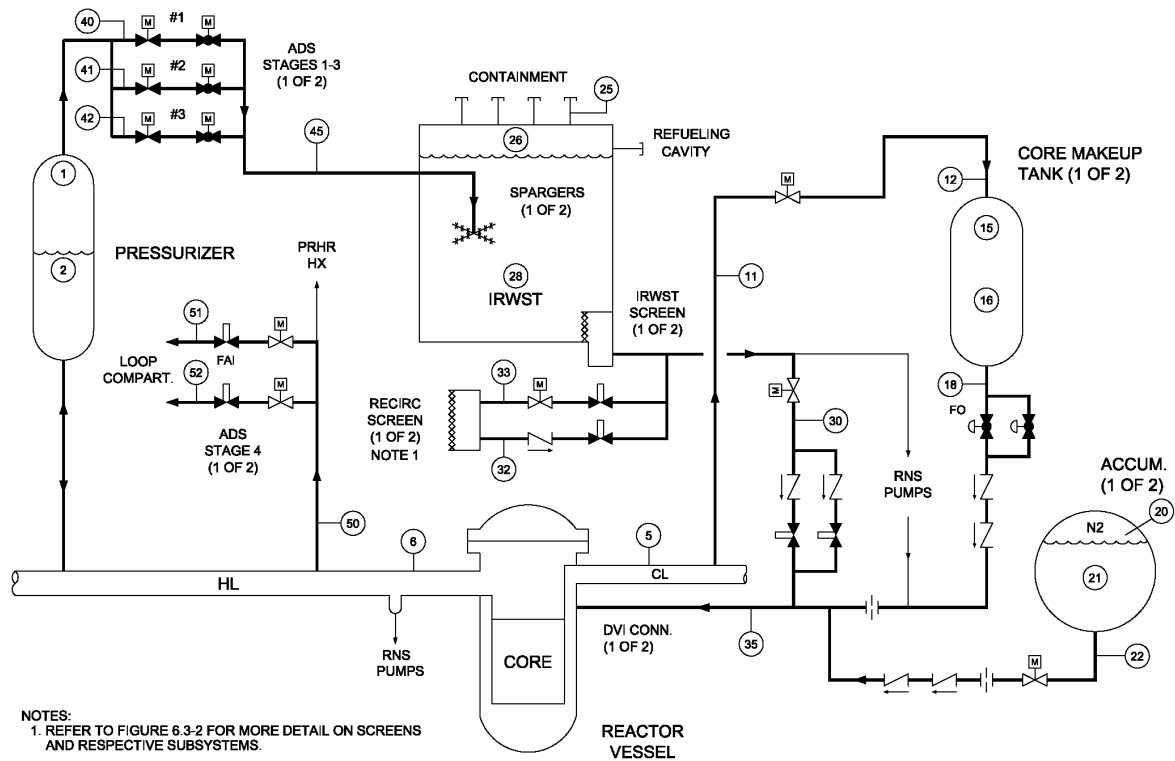 40
M
#1
M
ADS
STAGES 1-3
(1 OF 2)
41
M
#2
M
42
M
#3
M
45
CONTAINMENT
25
26
REFUELING
CAVITY
SPARGERS
(1 OF 2)
28
IRWST
IRWST
SCREEN
(1 OF 2)
M
12
CORE MAKEUP
TANK (1 OF 2)
15
16
11
1
2
PRESSURIZER
PRHR
HX
51
M
FAI
LOOP
COMPART.
52
M
ADS
STAGE 4
(1 OF 2)
33
M
RECIRC
SCREEN
(1 OF 2)
NOTE 1
32
M
30
18
FO
RNS
PUMPS
ACCUM.
(1 OF 2)
20
N2
21
50
6
5
HL
CL
RNS
PUMPS
CORE
DVI CONN.
(1 OF 2)
35
M
22
REACTOR
VESSEL
NOTES:
1. REFER TO FIGURE 6.3-2 FOR MORE DETAIL ON SCREENS
AND RESPECTIVE SUBSYSTEMS.